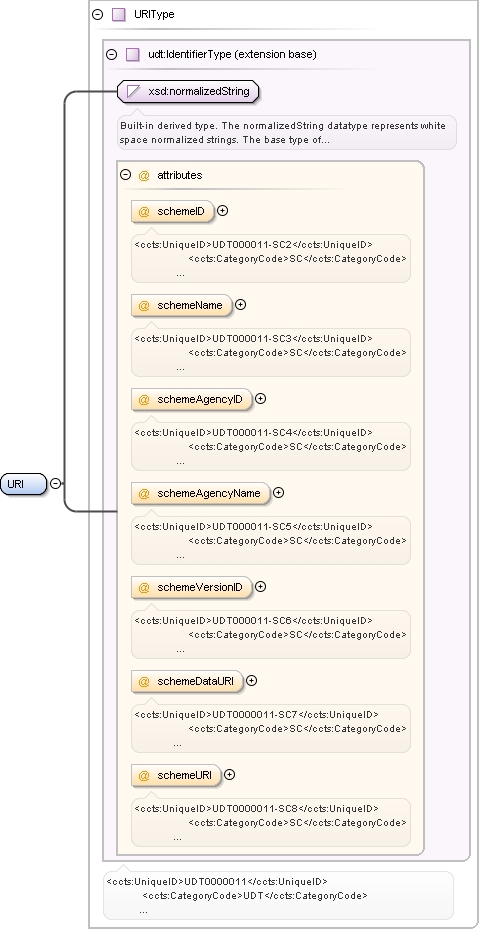 URIType
udt:IdentifierType (extension base)
xsd:normalizedString
Built-in derived type. The normalizedString datatype represents white
space normalized strings. The base type of...
@ attributes
@ schemeID
<ccts:UniqueID>UDT000011-SC2</ccts:UniqueID>
<ccts:CategoryCode>SC</ccts:CategoryCode>
...
@ schemeName
<ccts:UniqueID>UDT000011-SC3</ccts:UniqueID>
<ccts:CategoryCode>SC</ccts:CategoryCode>
...
@ schemeAgencyID
<ccts:UniqueID>UDT000011-SC4</ccts:UniqueID>
<ccts:CategoryCode>SC</ccts:CategoryCode>
...
@ schemeAgencyName
<ccts:UniqueID>UDT000011-SC5</ccts:UniqueID>
<ccts:CategoryCode>SC</ccts:CategoryCode>
...
URI
@ schemeVersionID
<ccts:UniqueID>UDT000011-SC6</ccts:UniqueID>
<ccts:CategoryCode>SC</ccts:CategoryCode>
...
@ schemeDataURI
<ccts:UniqueID>UDT0000011-SC7</ccts:UniqueID>
<ccts:CategoryCode>SC</ccts:CategoryCode>
...
@ schemeURI
<ccts:UniqueID>UDT0000011-SC8</ccts:UniqueID>
<ccts:CategoryCode>SC</ccts:CategoryCode>
...
<ccts:UniqueID>UDT0000011</ccts:UniqueID>
<ccts:CategoryCode>UDT</ccts:CategoryCode>
...